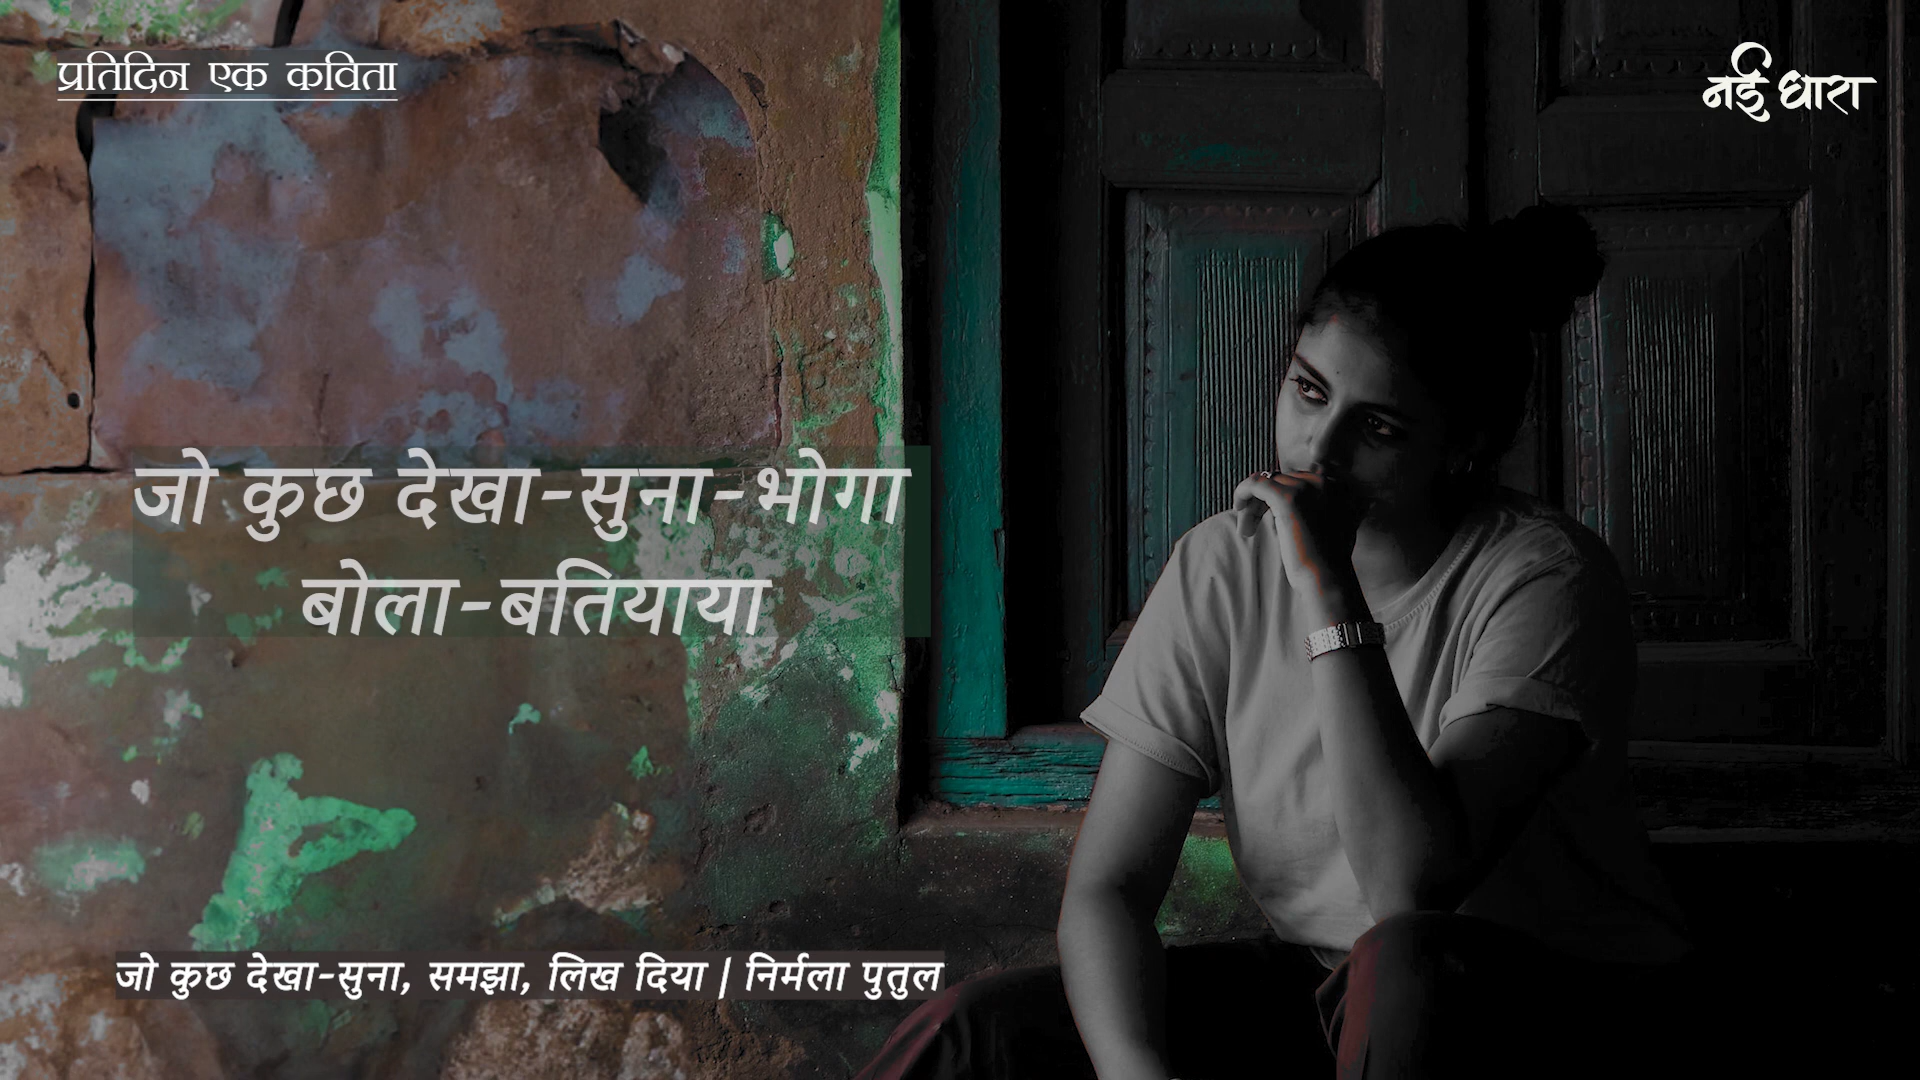 प्रतिदिन एक कविता
नई धारा
जो कुछ देखा-सुना-भोगा
बोला-बतियाया
जो कुछ देखा-सुना, समझा, लिख दिया | निर्मला पुतुल